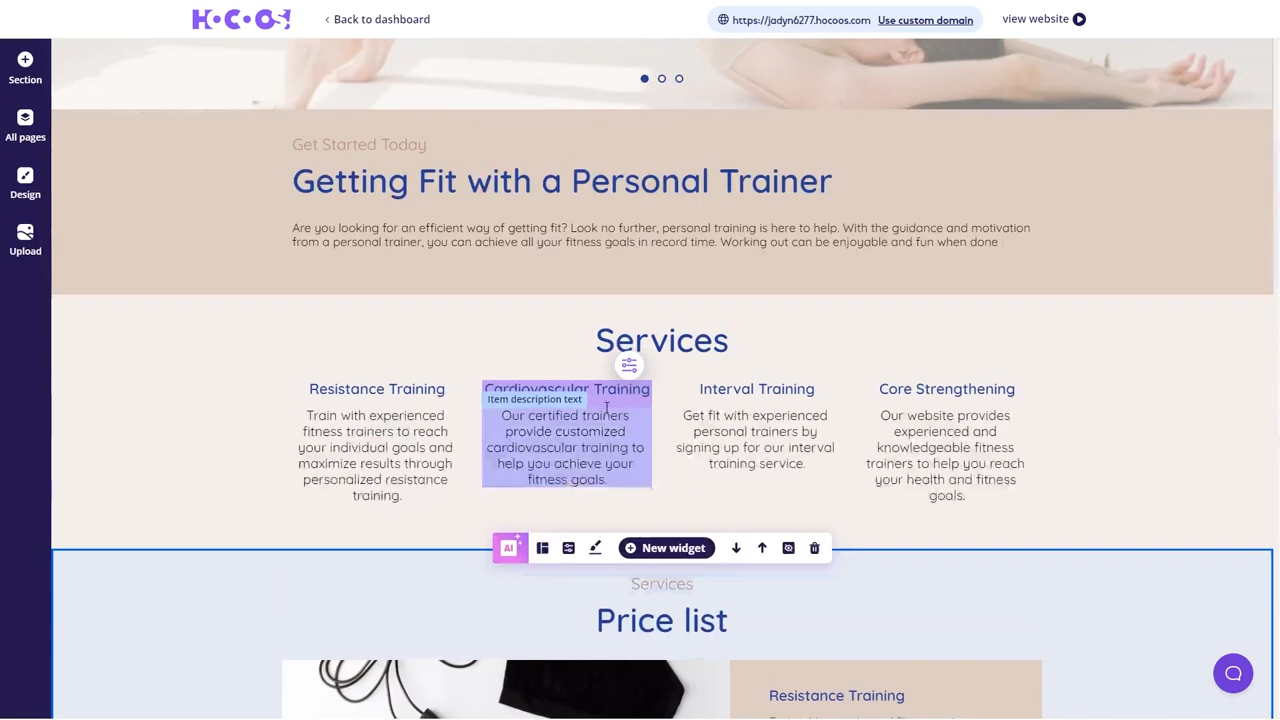 HOCOOS
‹ Back to dashboard
https://jadyn6277.hocoos.com Use custom domain
view website
Section
All pages
Design
Upload
Get Started Today
Getting Fit with a Personal Trainer
Are you looking for an efficient way of getting fit? Look no further, personal training is here to help. With the guidance and motivation
from a personal trainer, you can achieve all your fitness goals in record time. Working out can be enjoyable and fun when done
Services
Resistance Training
Train with experienced
fitness trainers to reach
your individual goals and
maximize results through
personalized resistance
training.
Cardiovascular Training
Item description text
Our certified trainers
provide customized
cardiovascular training to
help you achieve your
fitness goals.
Interval Training
Get fit with experienced
personal trainers by
signing up for our interval
training service.
Core Strengthening
Our website provides
experienced and
knowledgeable fitness
trainers to help you reach
your health and fitness
goals.
AI
New widget
Services
Price list
Resistance Training